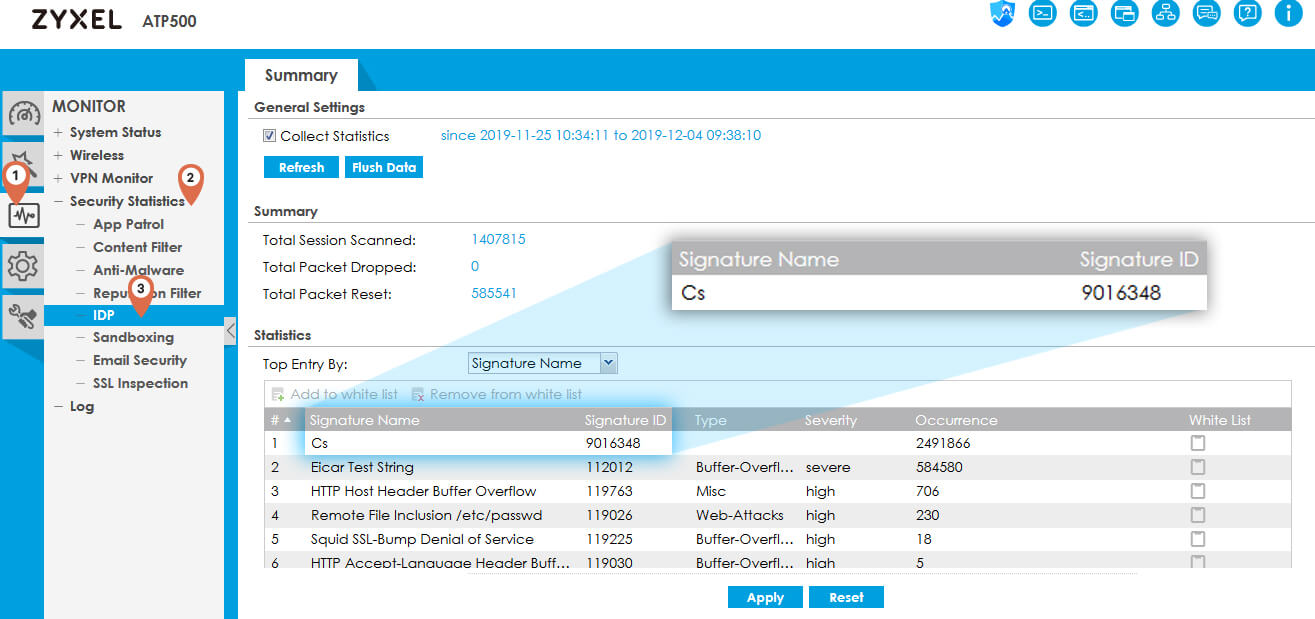 ZYXEL ATP500
Summary
MONITOR
+ System Status
+ Wireless
+ VPN Monitor
− Security Statistics
− App Patrol
− Content Filter
− Anti-Malware
− Reputation Filter
− IDP
− Sandboxing
− Email Security
− SSL Inspection
− Log
1
2
3
General Settings
Collect Statistics since 2019-11-25 10:34:11 to 2019-12-04 09:38:10
Refresh Flush Data
Summary
Total Session Scanned: 1407815
Total Packet Dropped: 0
Total Packet Reset: 585541
Signature Name Signature ID
Cs 9016348
Statistics
Top Entry By: Signature Name
Add to white list Remove from white list
# Signature Name Signature ID Type Severity Occurrence White List
1 Cs 9016348 2491866
2 Eicar Test String 112012 Buffer-Overfl... severe 584580
3 HTTP Host Header Buffer Overflow 119763 Misc high 706
4 Remote File Inclusion /etc/passwd 119026 Web-Attacks high 230
5 Squid SSL-Bump Denial of Service 119225 Buffer-Overfl... high 18
6 HTTP Accept-Language Header Buff... 119030 Buffer-Overfl... high 5
Apply Reset